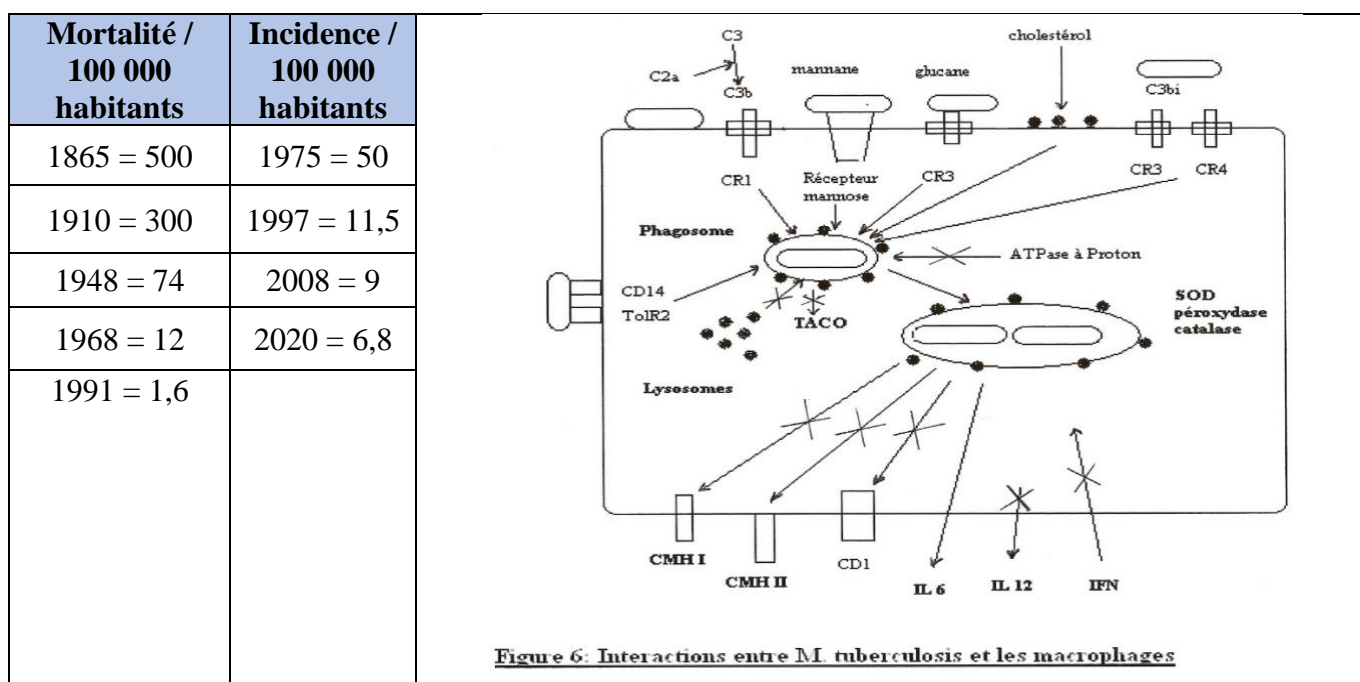 Mortalité /
100 000
habitants
Incidence /
100 000
habitants
1865 = 500
1975 = 50
1910 = 300
1997 = 11,5
1948 = 74
2008 = 9
1968 = 12
2020 = 6,8
1991 = 1,6
C3
C2a
C3b
mannane
glucane
cholestérol
C3bi
CR1
Récepteur
mannose
CR3
CR3
CR4
Phagosome
ATPase à Proton
CD14
TolR2
TACO
SOD
péroxydase
catalase
Lysosomes
CMH I
CMH II
CD1
IL 6
IL 12
IFN
Figure 6: Interactions entre M. tuberculosis et les macrophages